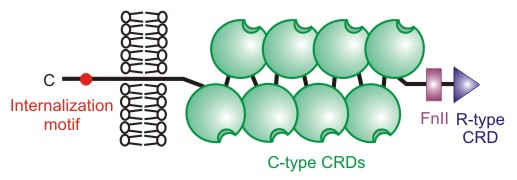 C
Internalization
motif
C-type CRDs
FnII
R-type
CRD